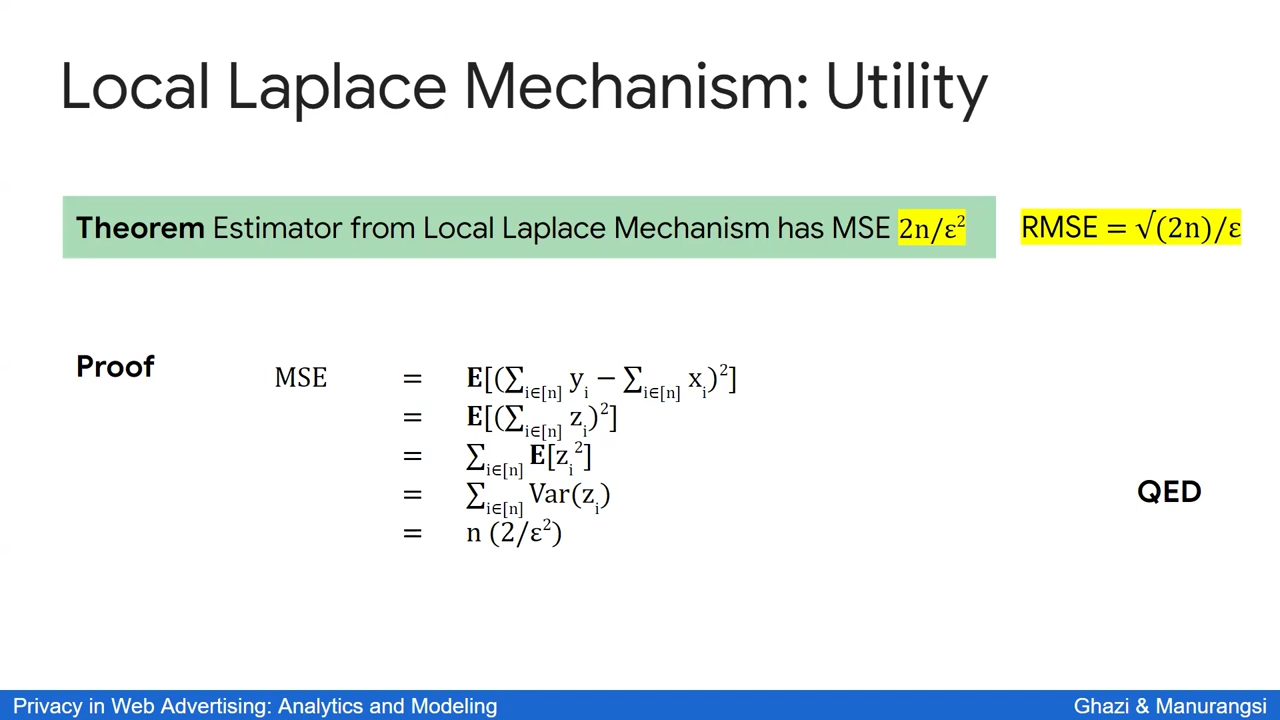 Local Laplace Mechanism: Utility
Theorem Estimator from Local Laplace Mechanism has MSE 2n/ε² RMSE = √(2n)/ε
Proof
MSE = E[(∑i∈[n] yi − ∑i∈[n] xi)²]
= E[(∑i∈[n] zi)²]
= ∑i∈[n] E[zi²]
= ∑i∈[n] Var(zi)
QED
= n (2/ε²)
Privacy in Web Advertising: Analytics and Modeling Ghazi & Manurangsi